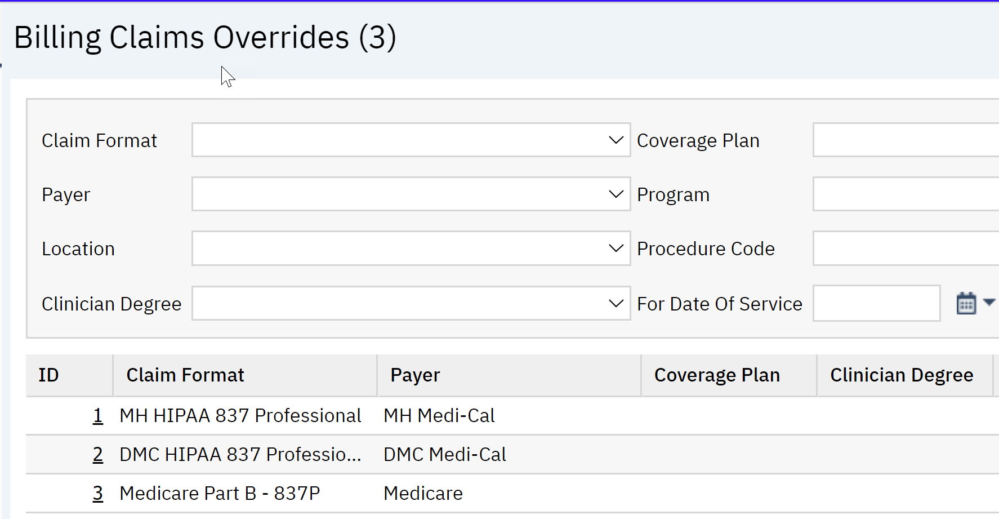 Billing Claims Overrides (3)
Claim Format Coverage Plan
Payer Program
Location Procedure Code
Clinician Degree For Date Of Service
ID Claim Format Payer Coverage Plan Clinician Degree
1 MH HIPAA 837 Professional MH Medi-Cal
2 DMC HIPAA 837 Professio... DMC Medi-Cal
3 Medicare Part B - 837P Medicare